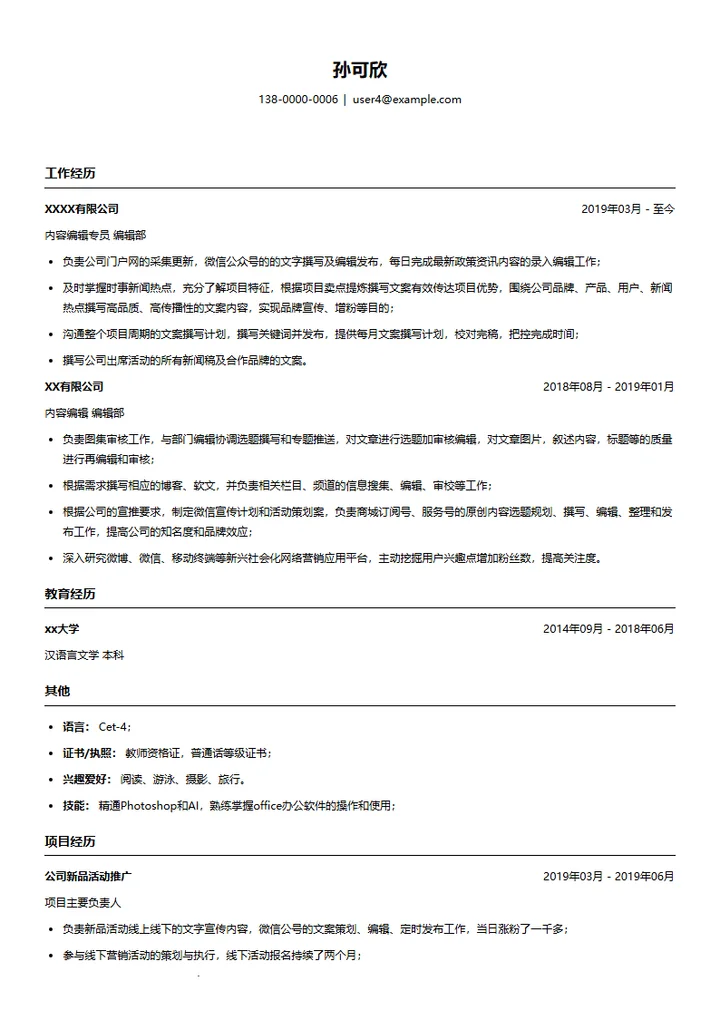 孙可欣
138-0000-0006 | user4@example.com
工作经历
XXXX有限公司 2019年03月 - 至今
内容编辑专员 编辑部
• 负责公司门户网的采集更新，微信公众号的的文字撰写及编辑发布，每日完成最新政策资讯内容的录入编辑工作；
• 及时掌握时事新闻热点，充分了解项目特征，根据项目卖点提炼撰写文案有效传达项目优势，围绕公司品牌、产品、用户、新闻
热点撰写高品质、高传播性的文案内容，实现品牌宣传、增粉等目的；
• 沟通整个项目周期的文案撰写计划，撰写关键词并发布，提供每月文案撰写计划，校对完稿，把控完成时间；
• 撰写公司出席活动的所有新闻稿及合作品牌的文案。
XX有限公司 2018年08月 - 2019年01月
内容编辑 编辑部
• 负责图集审核工作，与部门编辑协调选题撰写和专题推送，对文章进行选题加审核编辑，对文章图片，叙述内容，标题等的质量
进行再编辑和审核；
• 根据需求撰写相应的博客、软文，并负责相关栏目、频道的信息搜集、编辑、审校等工作；
• 根据公司的宣推要求，制定微信宣传计划和活动策划案，负责商城订阅号、服务号的原创内容选题规划、撰写、编辑、整理和发
布工作，提高公司的知名度和品牌效应；
• 深入研究微博、微信、移动终端等新兴社会化网络营销应用平台，主动挖掘用户兴趣点增加粉丝数，提高关注度。
教育经历
xx大学 2014年09月 - 2018年06月
汉语言文学 本科
其他
• 语言： Cet-4；
• 证书/执照： 教师资格证，普通话等级证书；
• 兴趣爱好： 阅读、游泳、摄影、旅行。
• 技能： 精通Photoshop和AI，熟练掌握office办公软件的操作和使用；
项目经历
公司新品活动推广 2019年03月 - 2019年06月
项目主要负责人
• 负责新品活动线上线下的文字宣传内容，微信公号的文案策划、编辑、定时发布工作，当日涨粉了一千多；
• 参与线下营销活动的策划与执行，线下活动报名持续了两个月；